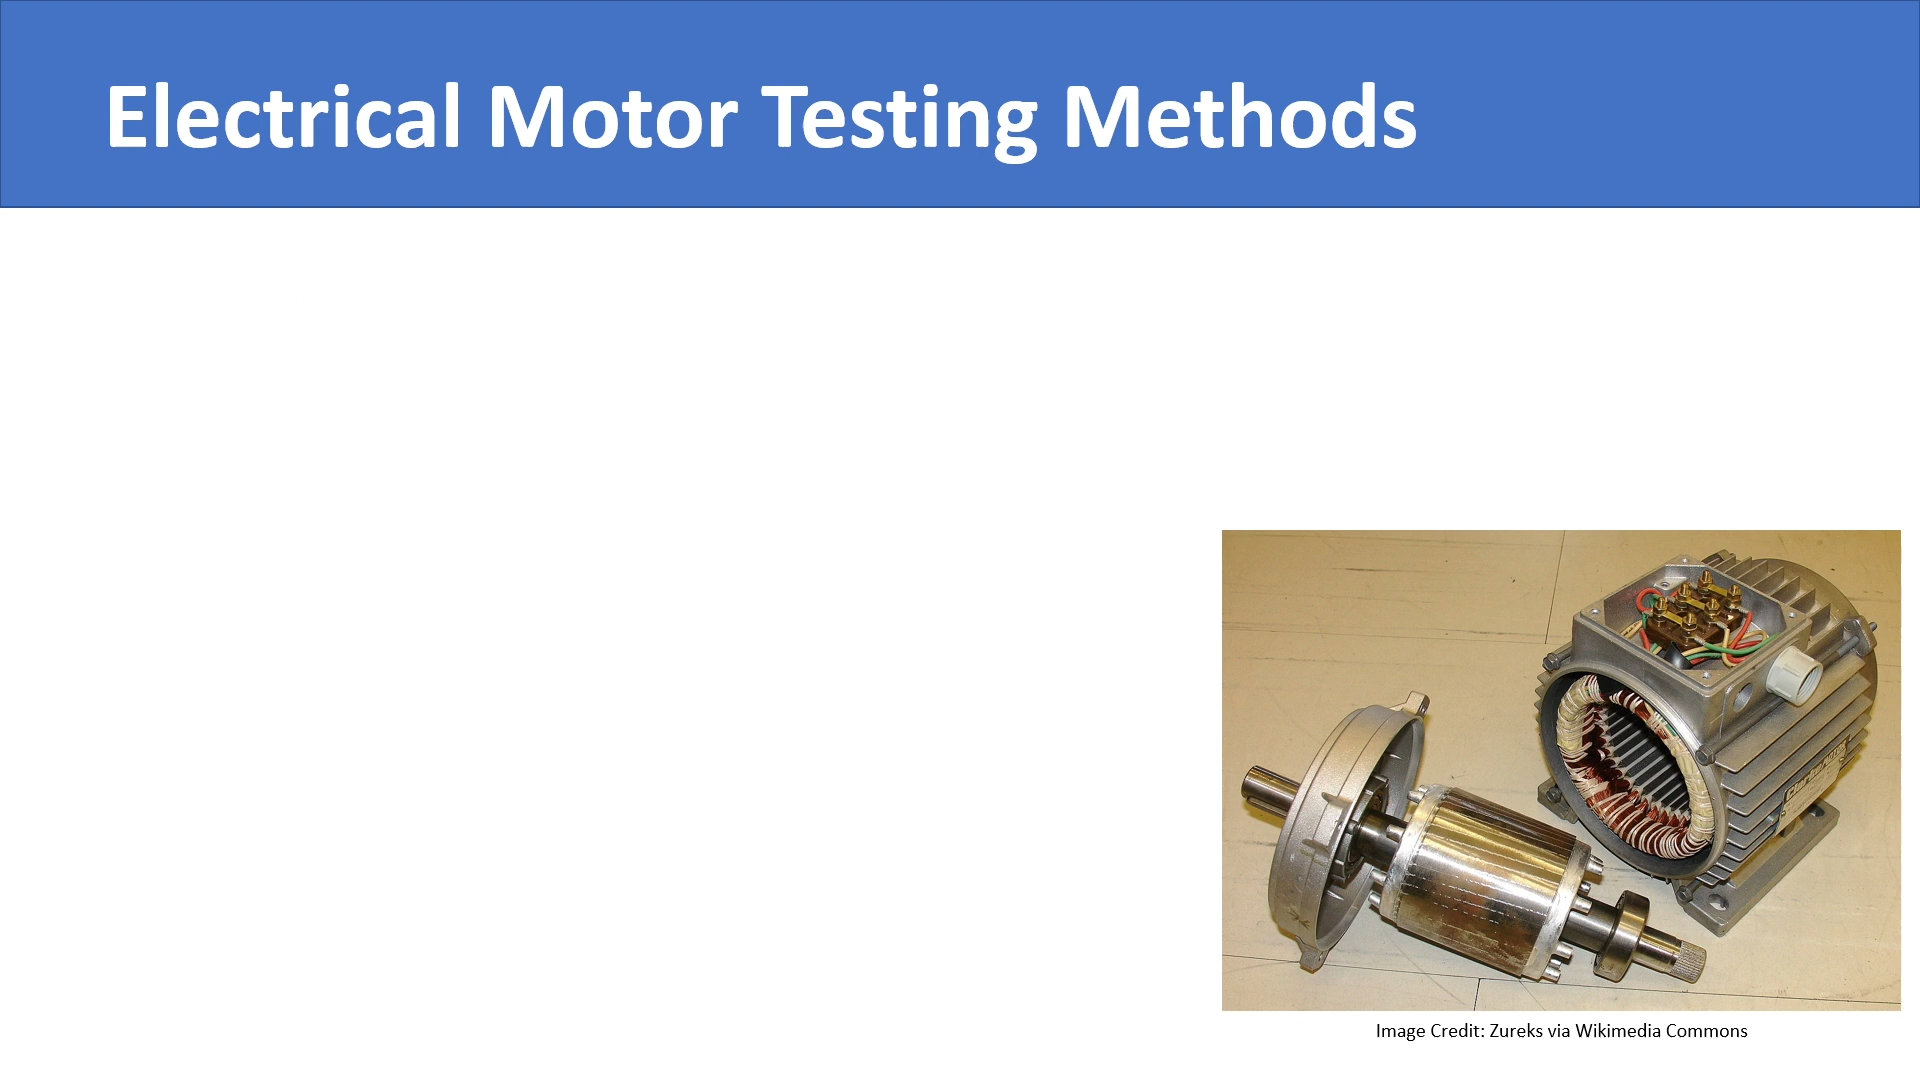 Electrical Motor Testing Methods
Image Credit: Zureks via Wikimedia Commons